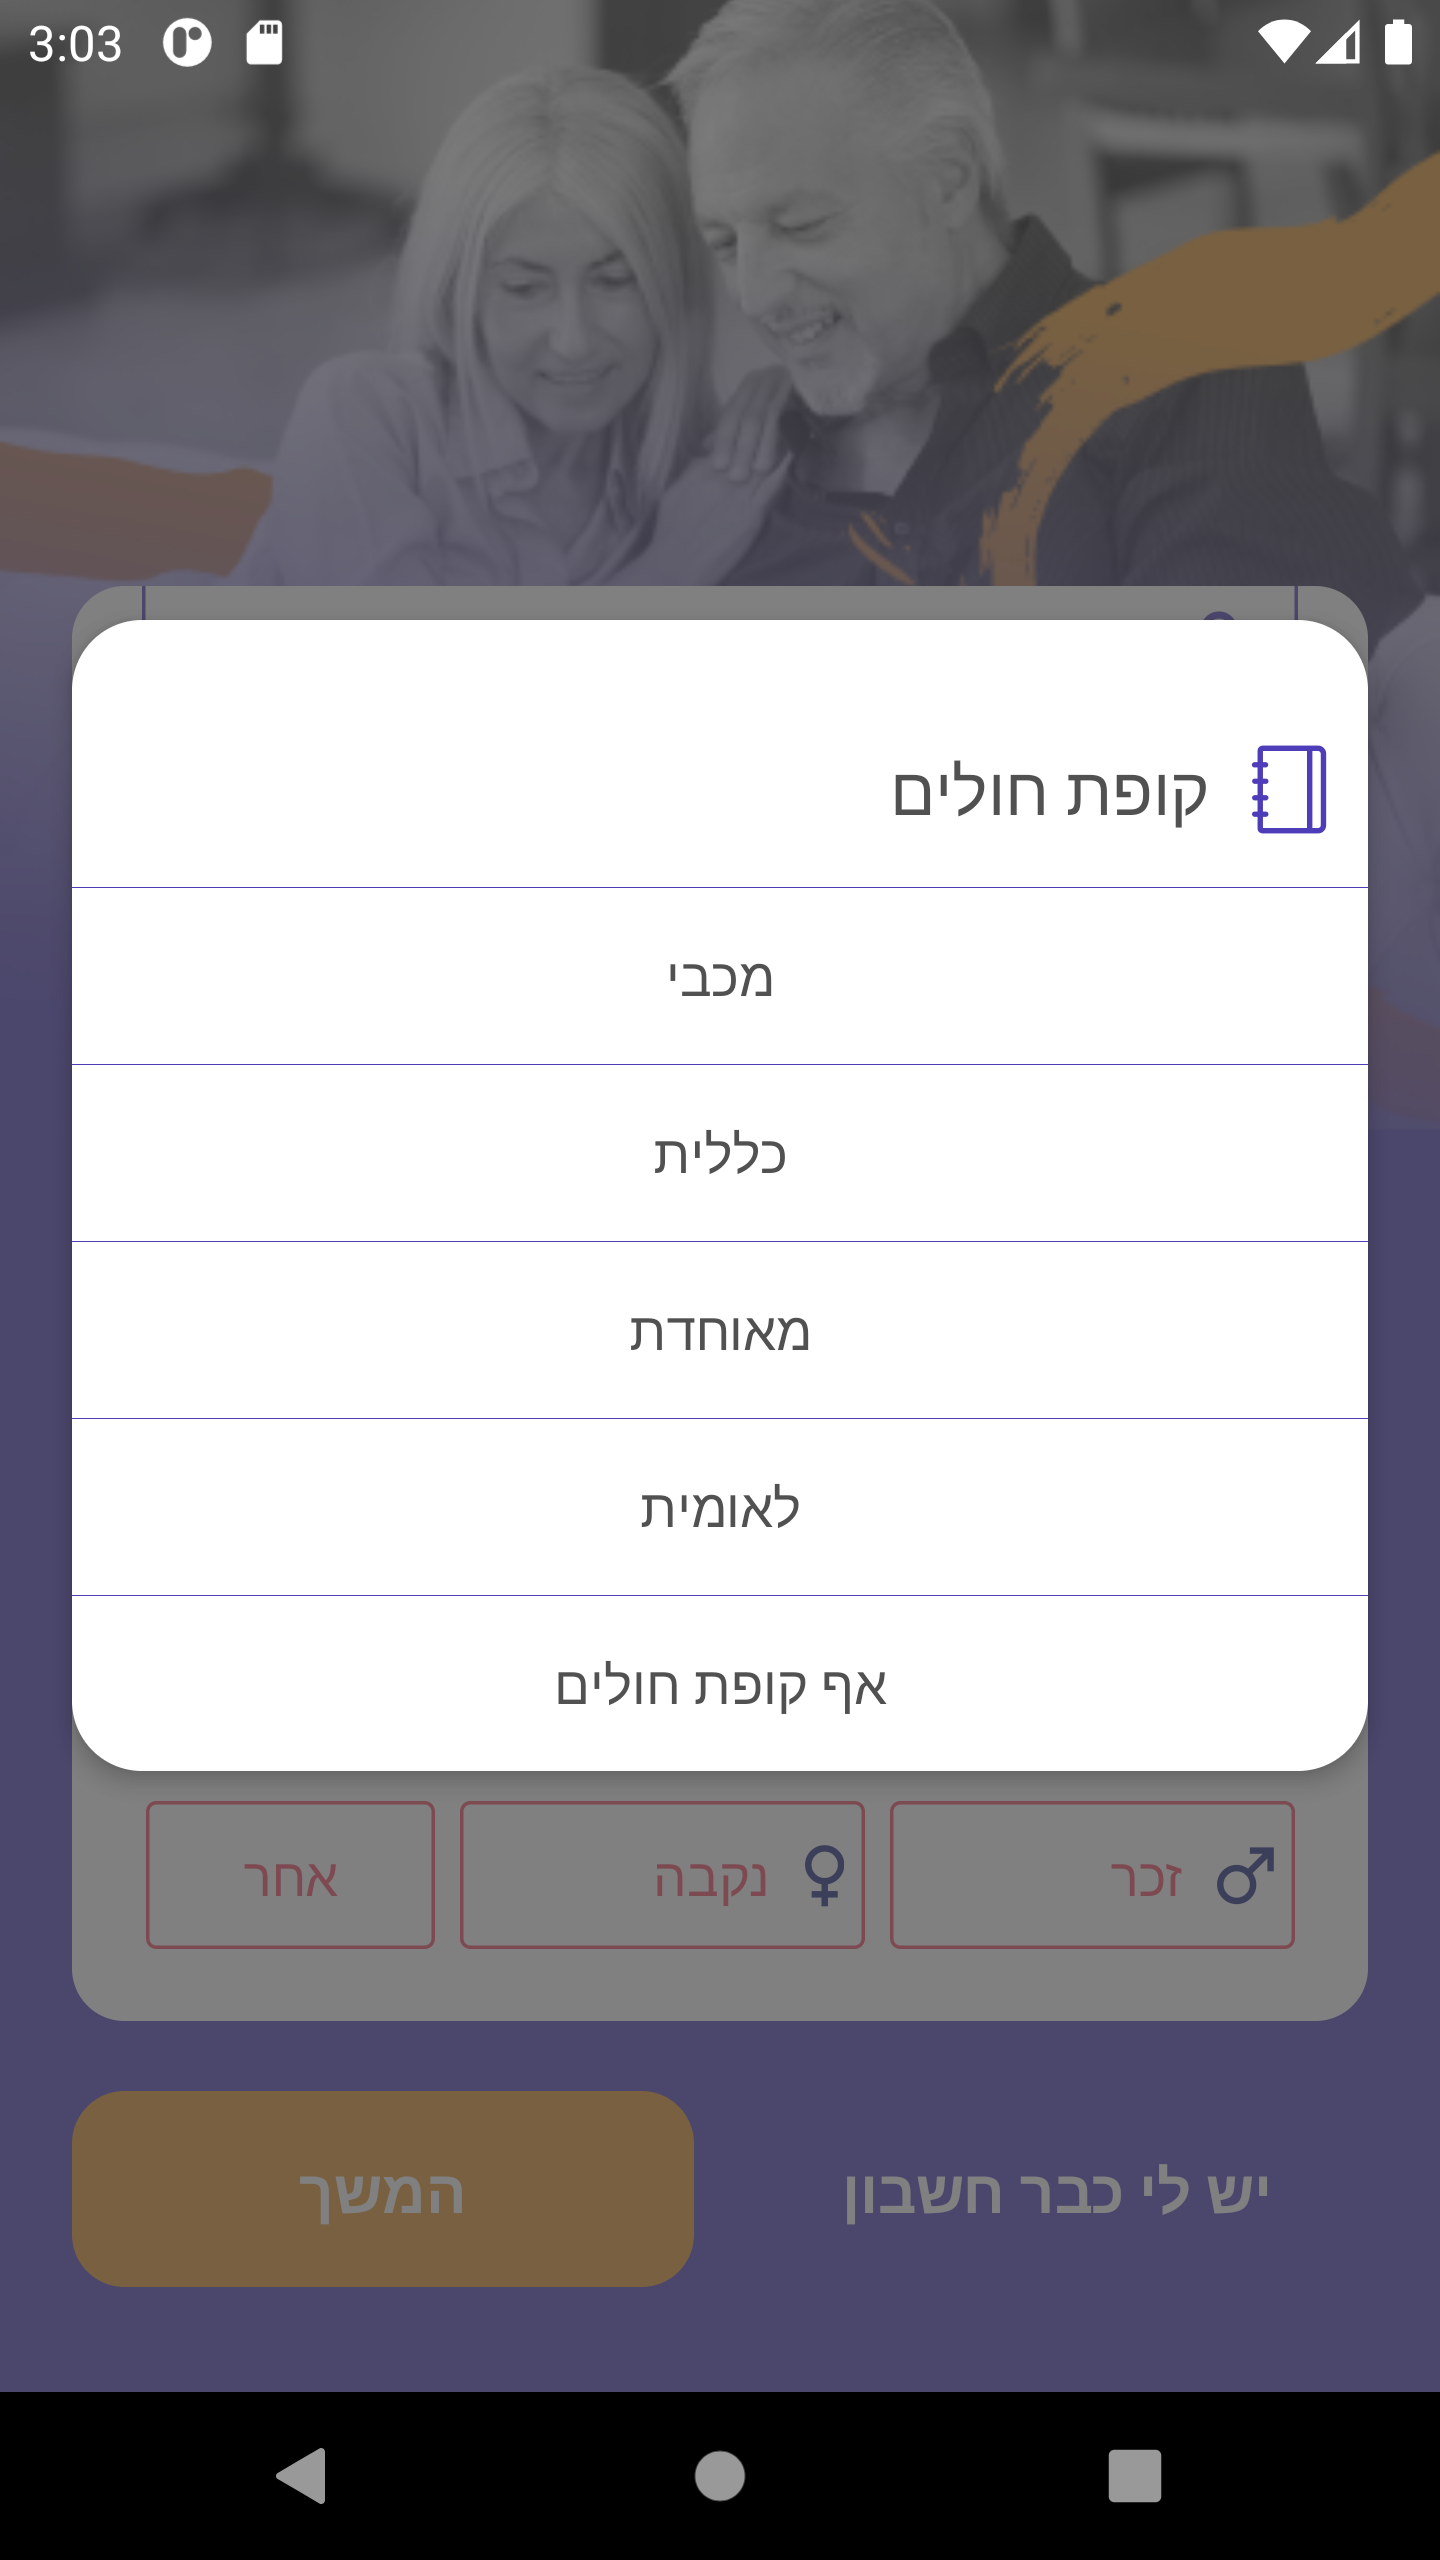 3:03
קופת חולים
מכבי
כללית
מאוחדת
לאומית
אף קופת חולים
זכר נקבה אחר
יש לי כבר חשבון המשך